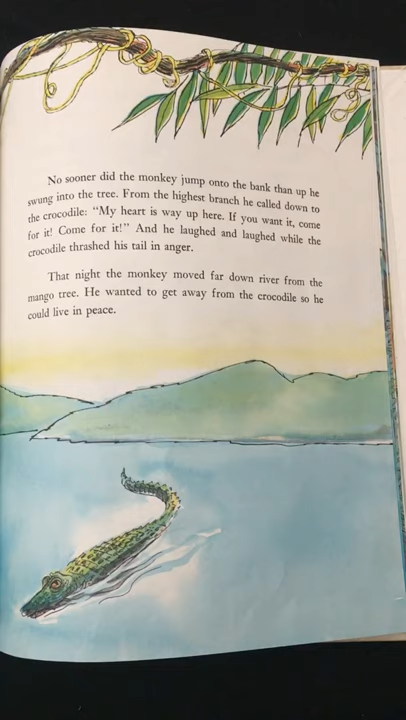 No sooner did the monkey jump onto the bank than up he
swung into the tree. From the highest branch he called down to
the crocodile: “My heart is way up here. If you want it, come
for it! Come for it!” And he laughed and laughed while the
crocodile thrashed his tail in anger.
That night the monkey moved far down river from the
mango tree. He wanted to get away from the crocodile so he
could live in peace.